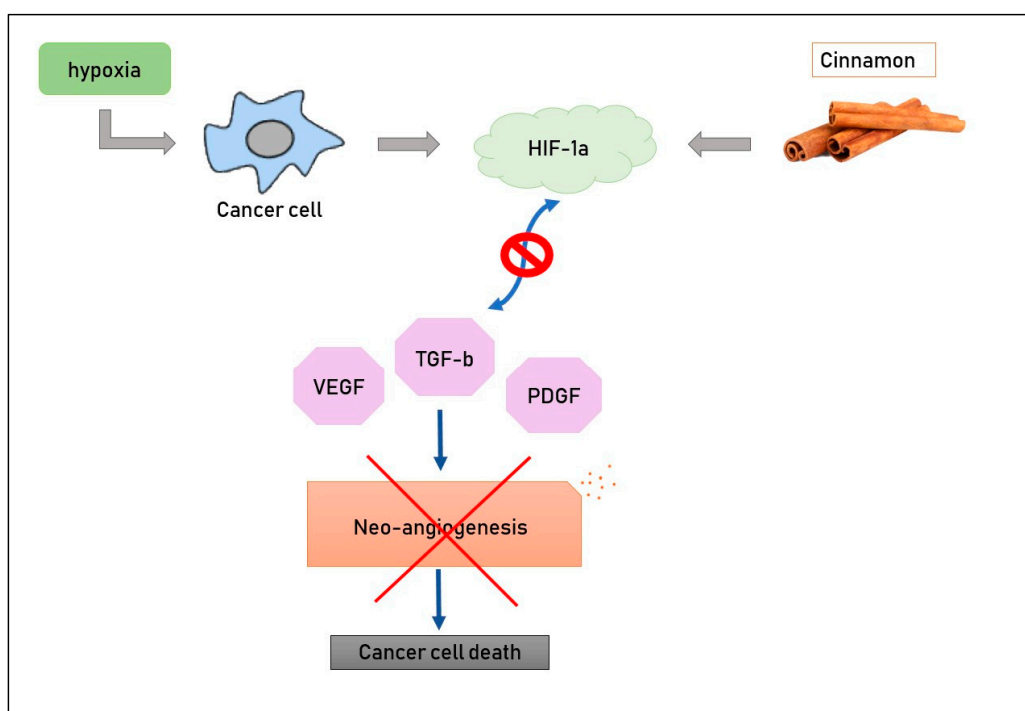 hypoxia
Cinnamon
HIF-1a
Cancer cell
TGF-b
VEGF
PDGF
Neo-angiogenesis
Cancer cell death